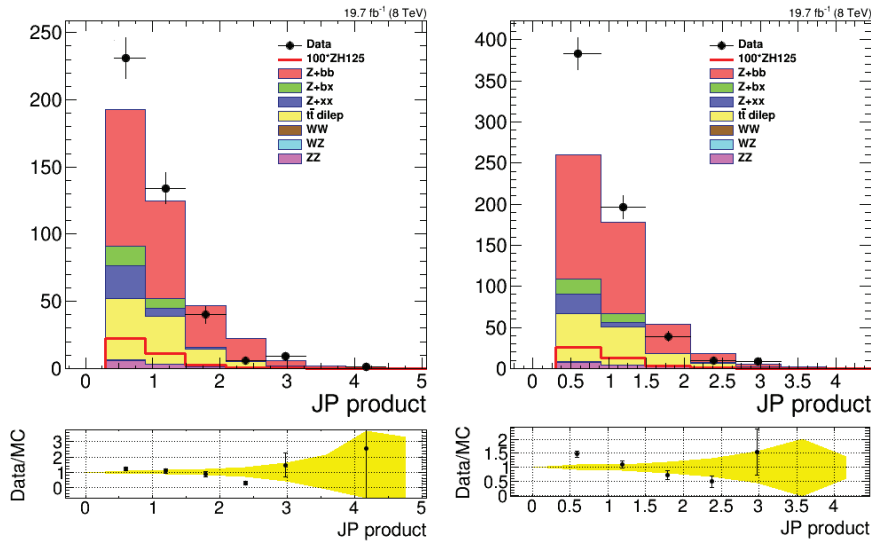 19.7 fb⁻¹ (8 TeV)
250
200
150
100
50
0
Data
100*ZH125
Z+bb
Z+bx
Z+xx
tt̄ dilep
WW
WZ
ZZ
0 1 2 3 4 5
JP product
Data/MC
3
2
1
0
0 1 2 3 4 5
JP product
19.7 fb⁻¹ (8 TeV)
400
350
300
250
200
150
100
50
0
Data
100*ZH125
Z+bb
Z+bx
Z+xx
tt̄ dilep
WW
WZ
ZZ
0 0.5 1 1.5 2 2.5 3 3.5 4
JP product
Data/MC
2
1.5
1
0.5
0
0 0.5 1 1.5 2 2.5 3 3.5 4
JP product